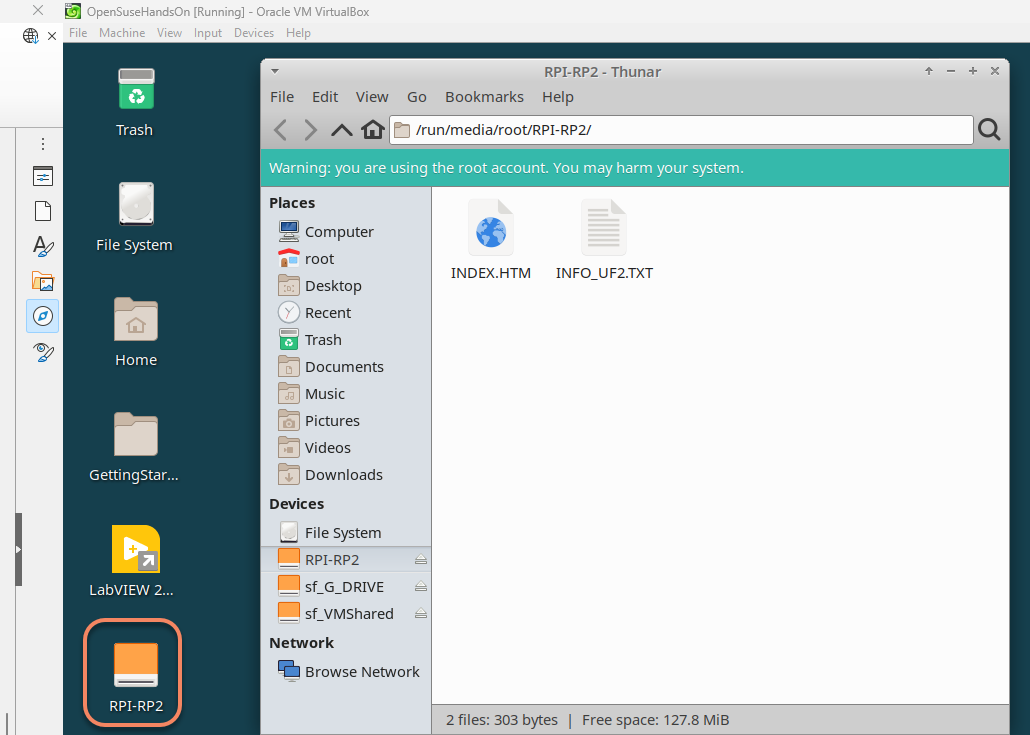 OpenSuseHandsOn [Running] - Oracle VM VirtualBox
File Machine View Input Devices Help
RPI-RP2 - Thunar
File Edit View Go Bookmarks Help
/run/media/root/RPI-RP2/
Warning: you are using the root account. You may harm your system.
Trash
File System
Home
GettingStar...
LabVIEW 2...
RPI-RP2
Places
Computer
root
Desktop
Recent
Trash
Documents
Music
Pictures
Videos
Downloads
Devices
File System
RPI-RP2
sf_G_DRIVE
sf_VMShared
Network
Browse Network
INDEX.HTM
INFO_UF2.TXT
2 files: 303 bytes | Free space: 127.8 MiB